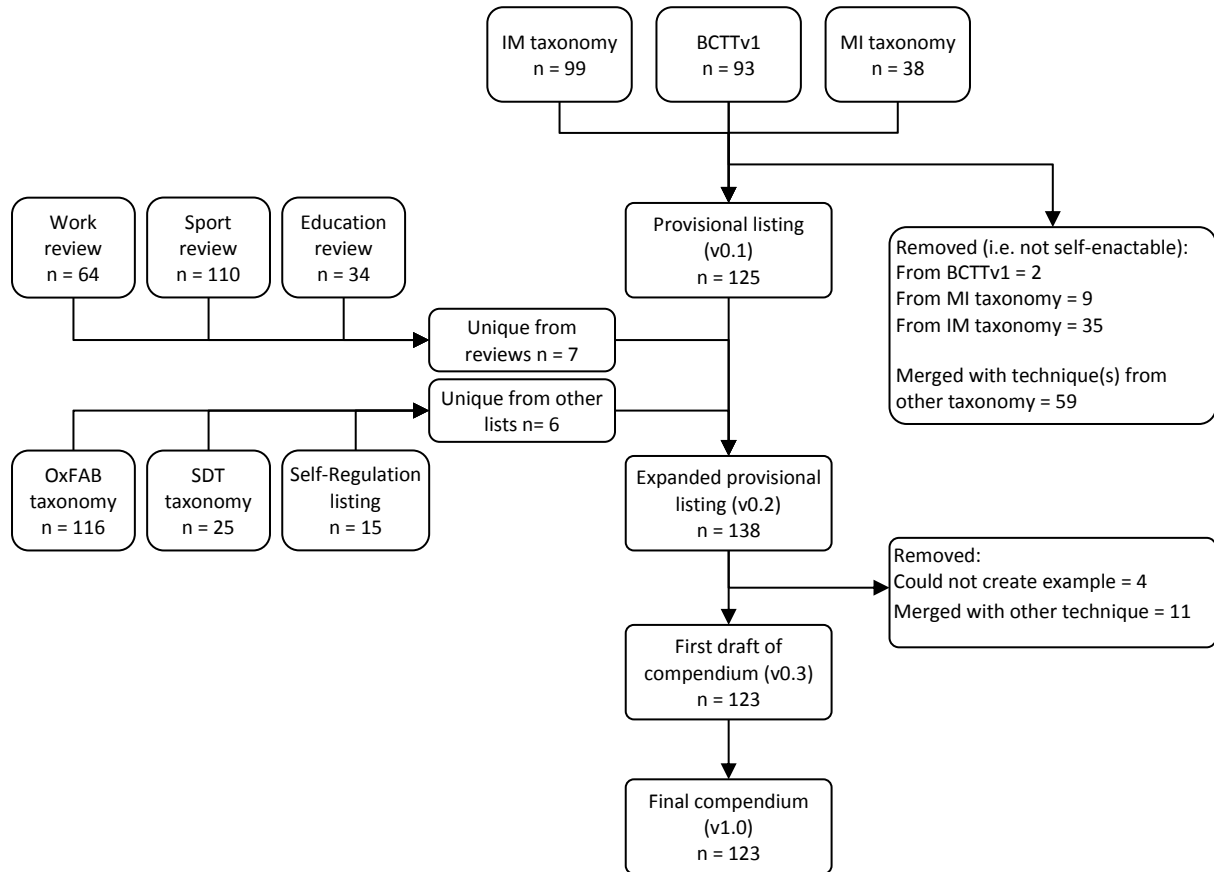 IM taxonomy
n = 99
BCTTv1
n = 93
MI taxonomy
n = 38
Work
review
n = 64
Sport
review
n = 110
Education
review
n = 34
Provisional listing
(v0.1)
n = 125
Removed (i.e. not self-enactable):
From BCTTv1 = 2
From MI taxonomy = 9
From IM taxonomy = 35
Merged with technique(s) from
other taxonomy = 59
Unique from
reviews n = 7
Unique from other
lists n= 6
OxFAB
taxonomy
n = 116
SDT
taxonomy
n = 25
Self-Regulation
listing
n = 15
Expanded provisional
listing (v0.2)
n = 138
Removed:
Could not create example = 4
Merged with other technique = 11
First draft of
compendium (v0.3)
n = 123
Final compendium
(v1.0)
n = 123